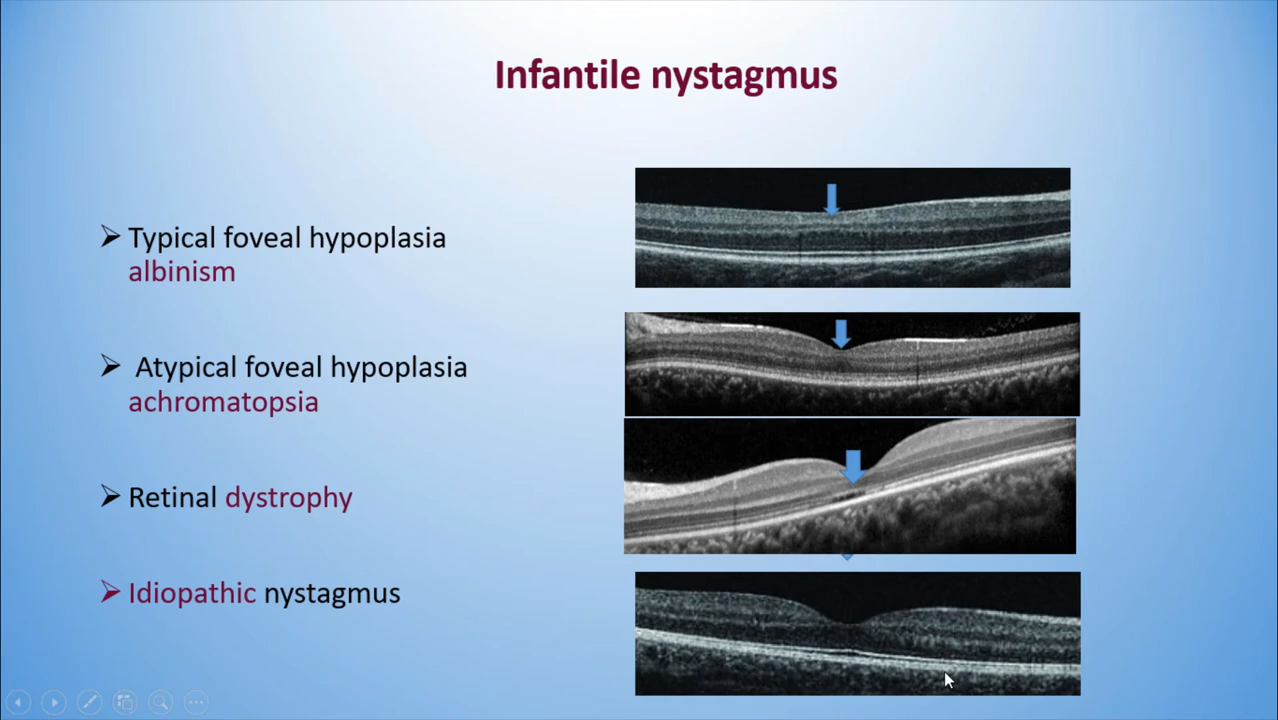 Infantile nystagmus
Typical foveal hypoplasia
albinism
Atypical foveal hypoplasia
achromatopsia
Retinal dystrophy
Idiopathic nystagmus